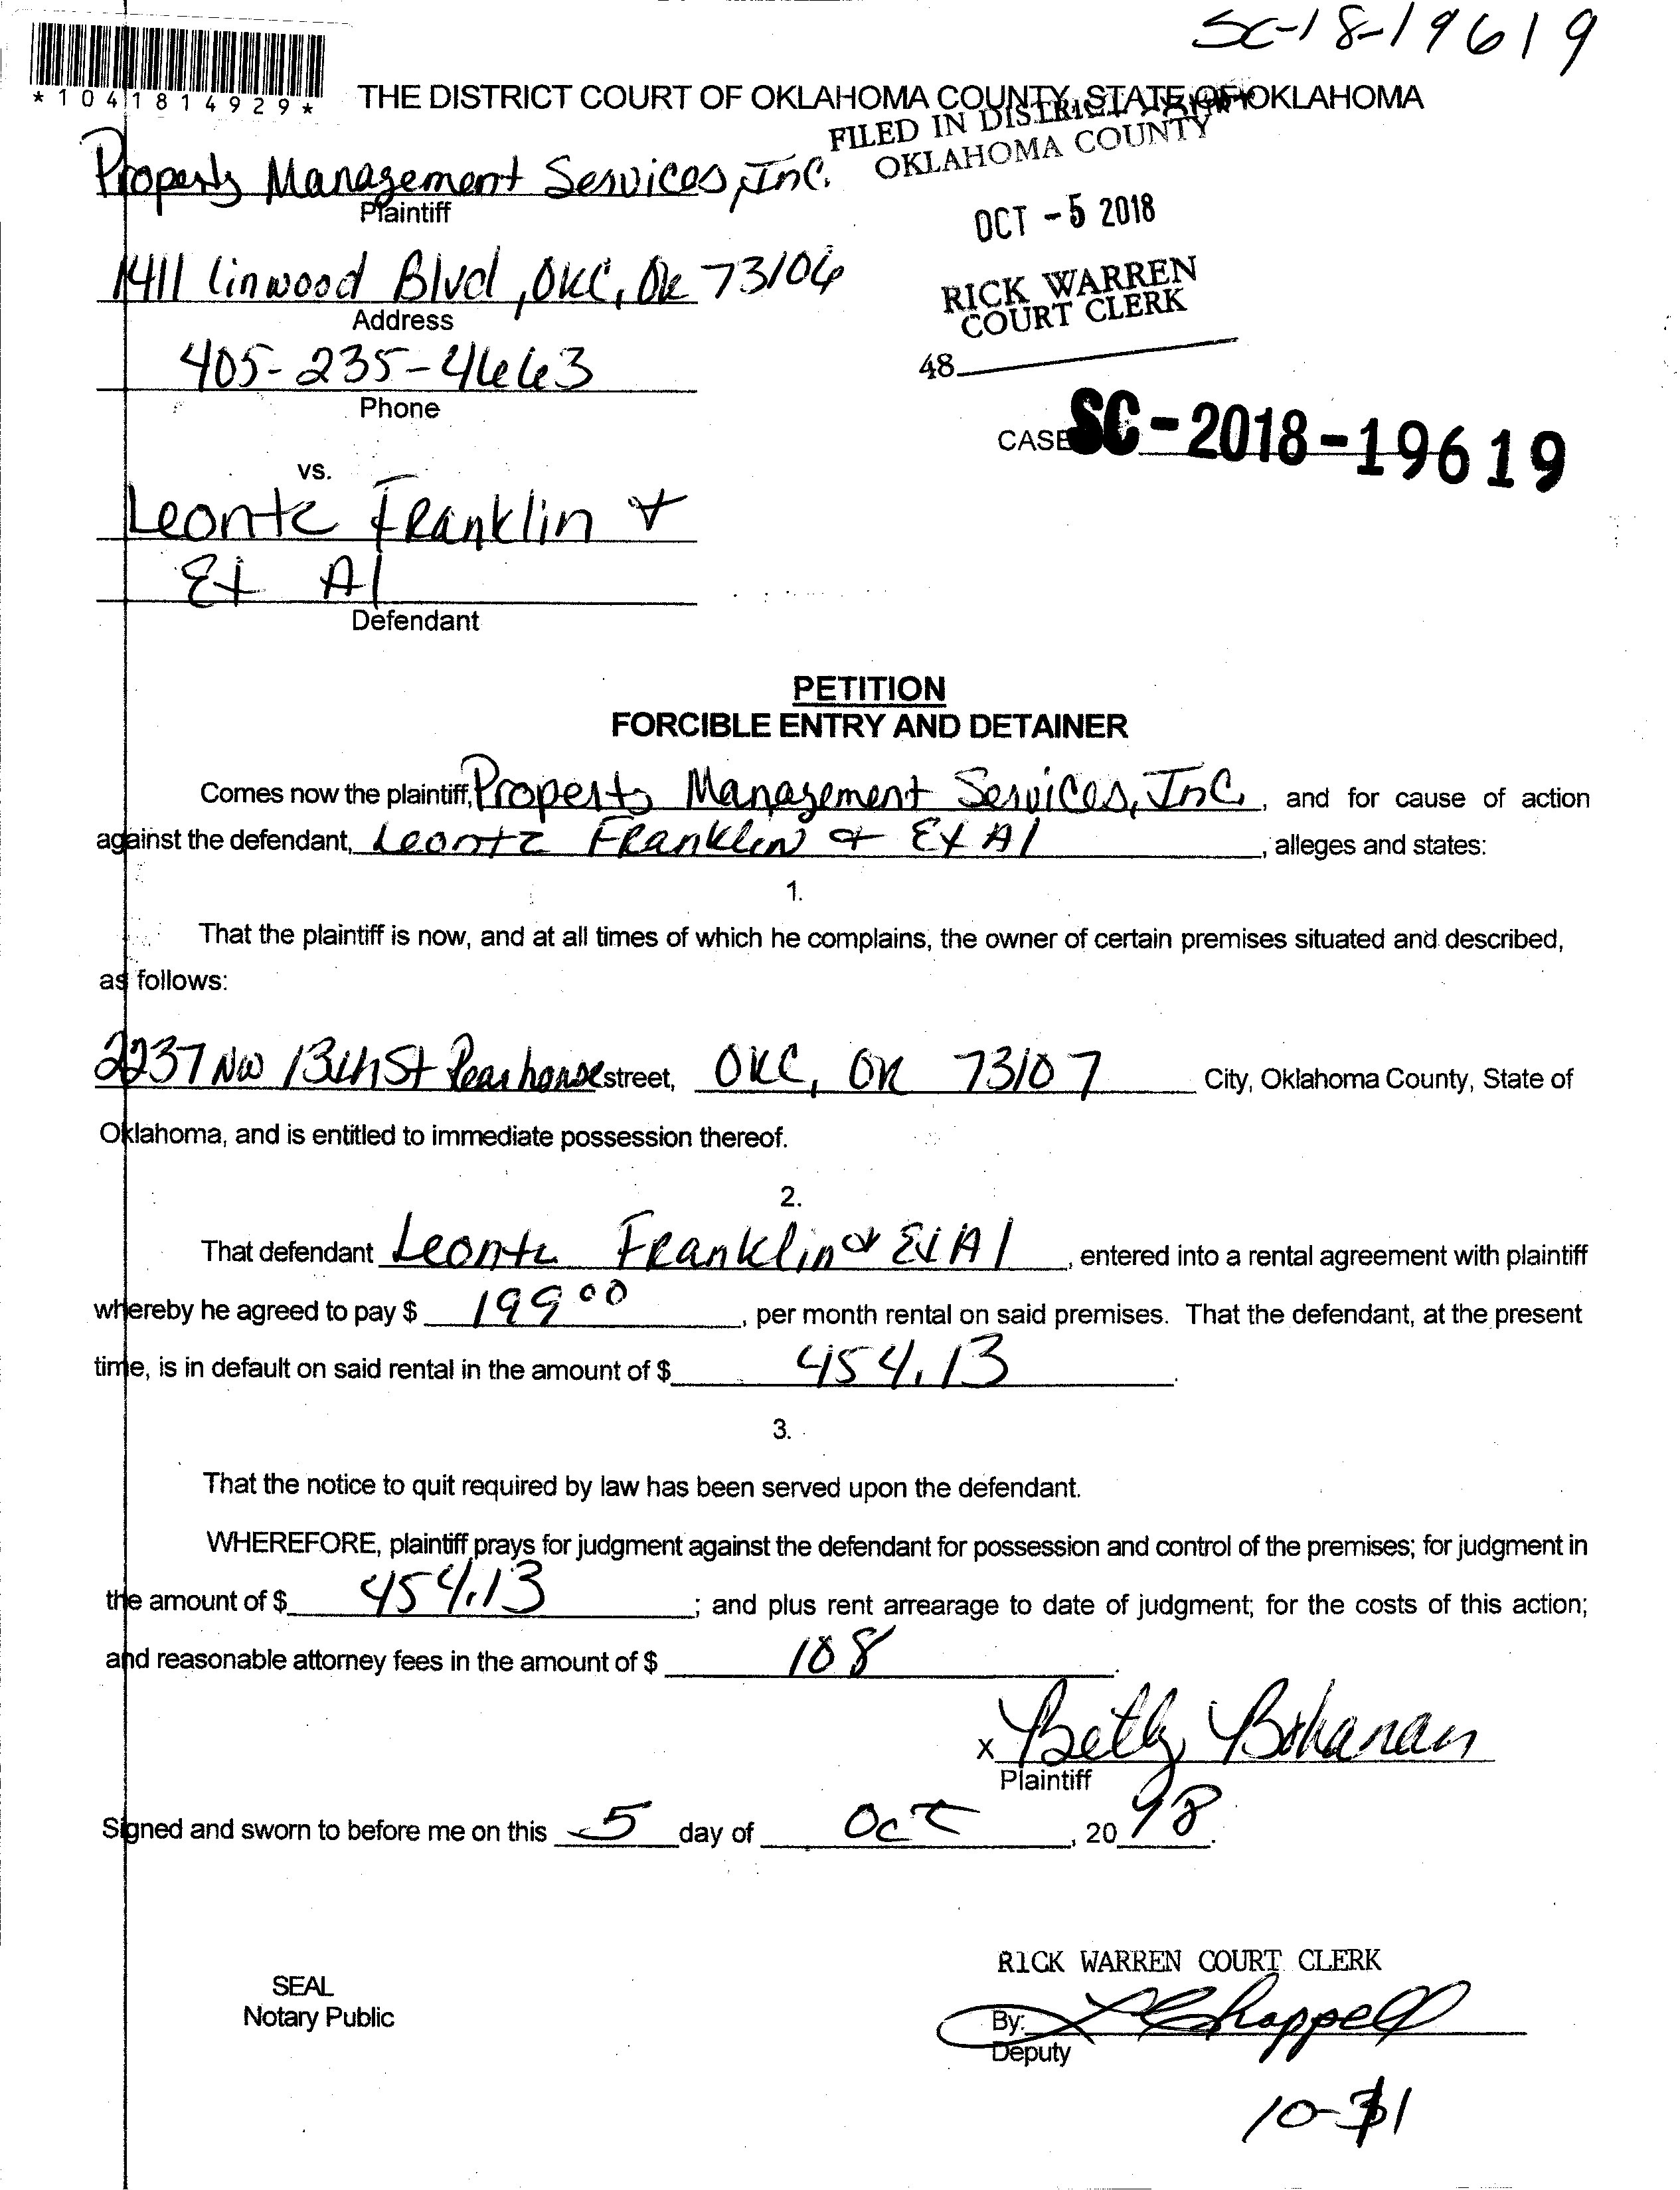 SC-18-19619
*1041814929*
THE DISTRICT COURT OF OKLAHOMA COUNTY, STATE OF OKLAHOMA
FILED IN DISTRICT
OKLAHOMA COUNTY
Property Management Services, Inc.
Plaintiff
OCT - 5 2018
1411 Linwood Blvd, OKC, Ok 73106
Address
RICK WARREN
COURT CLERK
405-235-4663
Phone
48
CASE SC-2018-19619
vs.
Leonte Franklin &
Et Al
Defendant
PETITION
FORCIBLE ENTRY AND DETAINER
Comes now the plaintiff, Property Management Services, Inc., and for cause of action
against the defendant, Leonte Franklin & Et Al, alleges and states:
1.
That the plaintiff is now, and at all times of which he complains, the owner of certain premises situated and described,
as follows:
2237 NW 13th St Rear house street, OKC, OK 73107 City, Oklahoma County, State of
Oklahoma, and is entitled to immediate possession thereof.
2.
That defendant Leonte Franklin & Et Al, entered into a rental agreement with plaintiff
whereby he agreed to pay $ 199 00, per month rental on said premises. That the defendant, at the present
time, is in default on said rental in the amount of $ 454.13.
3.
That the notice to quit required by law has been served upon the defendant.
WHEREFORE, plaintiff prays for judgment against the defendant for possession and control of the premises; for judgment in
the amount of $ 454.13; and plus rent arrearage to date of judgment; for the costs of this action;
and reasonable attorney fees in the amount of $ 108.
x Betty Bohanan
Plaintiff
Signed and sworn to before me on this 5 day of Oct, 20 18.
RICK WARREN COURT CLERK
SEAL
Notary Public
By: Chappell
Deputy
10-31